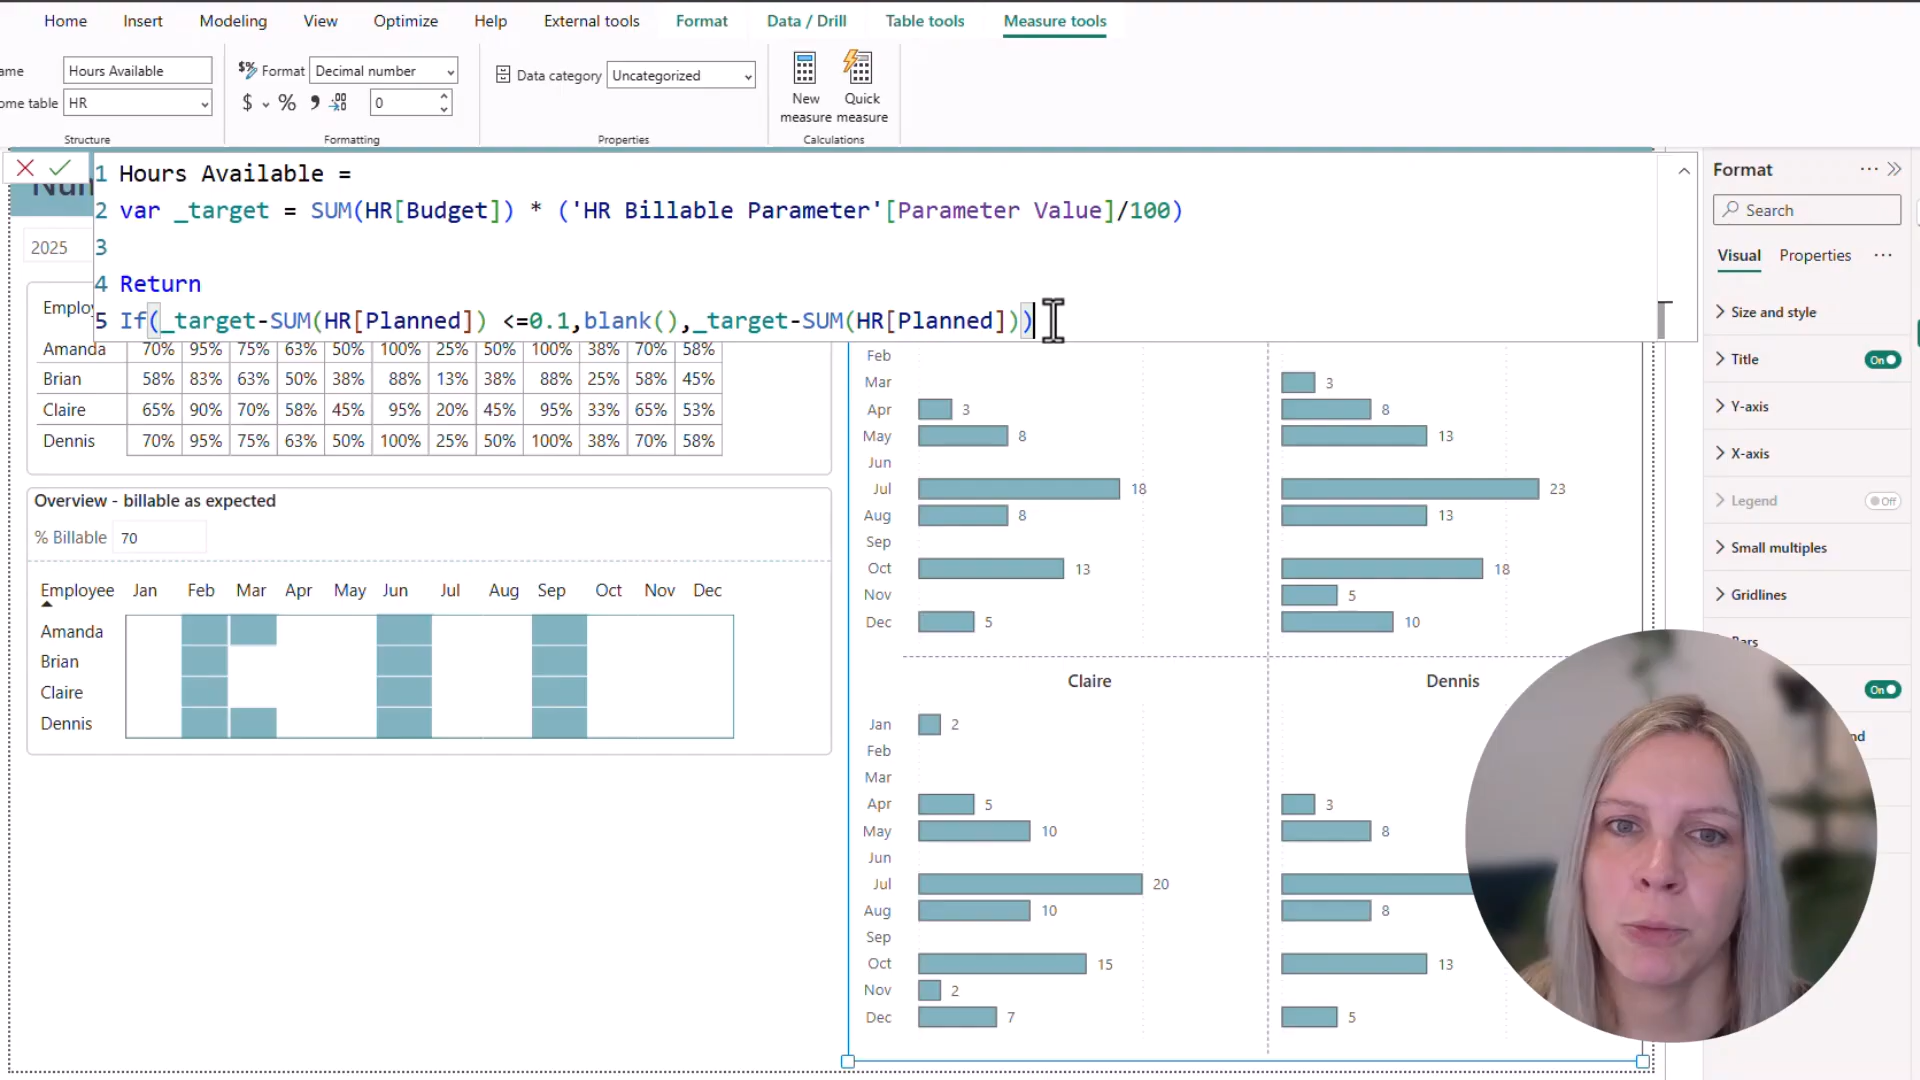 Home Insert Modeling View Optimize Help External tools Format Data / Drill Table tools Measure tools
ame Hours Available
ome table HR
Structure
$% Format Decimal number
$ % 0
Formatting
Data category Uncategorized
Properties
New measure
Quick measure
Calculations
1 Hours Available =
2 var _target = SUM(HR[Budget]) * ('HR Billable Parameter'[Parameter Value]/100)
3
4 Return
5 If(_target-SUM(HR[Planned]) <=0.1,blank(),_target-SUM(HR[Planned]))
2025
Employ
Amanda 70% 95% 75% 63% 50% 100% 25% 50% 100% 38% 70% 58%
Brian 58% 83% 63% 50% 38% 88% 13% 38% 88% 25% 58% 45%
Claire 65% 90% 70% 58% 45% 95% 20% 45% 95% 33% 65% 53%
Dennis 70% 95% 75% 63% 50% 100% 25% 50% 100% 38% 70% 58%
Overview - billable as expected
% Billable 70
Employee Jan Feb Mar Apr May Jun Jul Aug Sep Oct Nov Dec
Amanda
Brian
Claire
Dennis
Feb
Mar 3
Apr 3 8
May 8 13
Jun
Jul 18 23
Aug 8 13
Sep
Oct 13 18
Nov 5
Dec 5 10
Claire Dennis
Jan 2
Feb
Mar
Apr 5 3
May 10 8
Jun
Jul 20
Aug 10 8
Sep
Oct 15 13
Nov 2
Dec 7 5
Format
Search
Visual Properties
Size and style
Title On
Y-axis
X-axis
Legend Off
Small multiples
Gridlines
Bars
On
nd